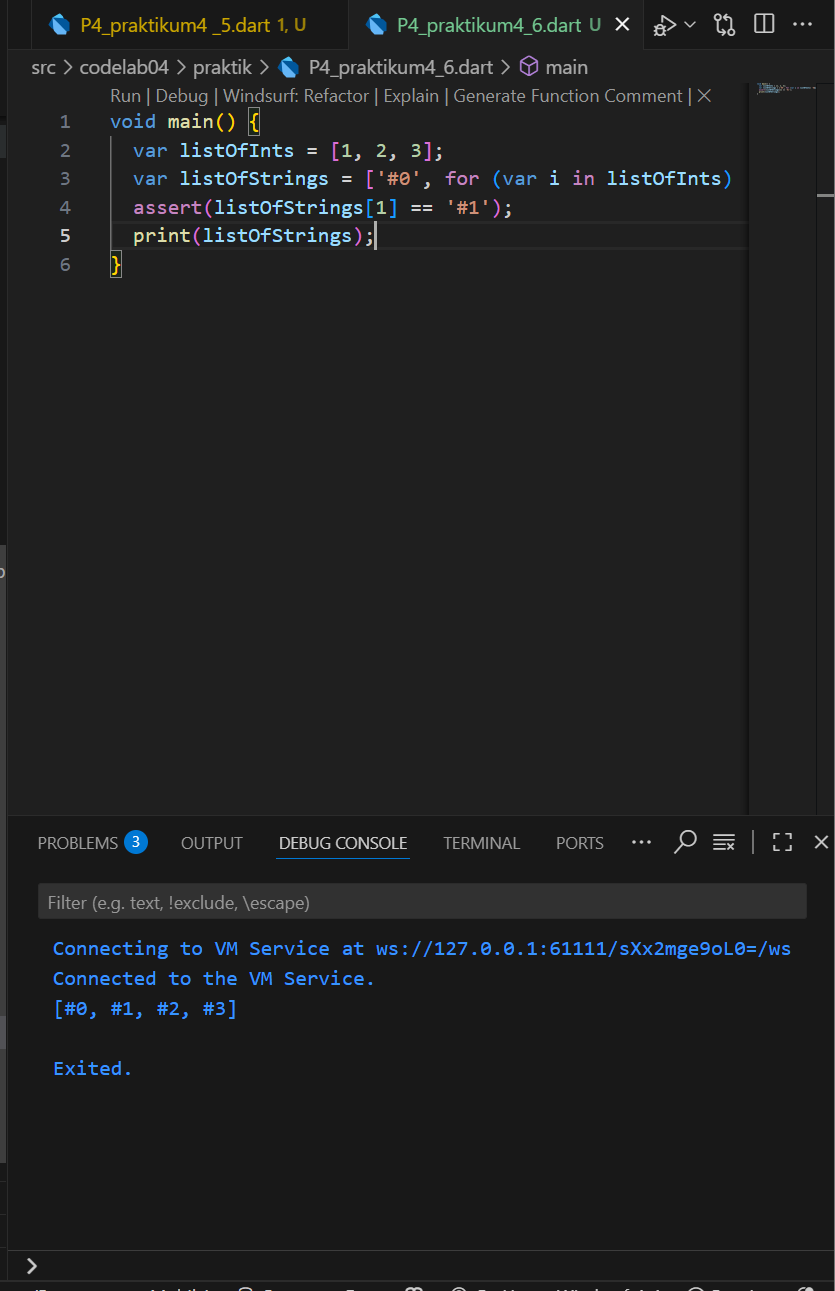 P4_praktikum4 _5.dart 1, U
P4_praktikum4_6.dart U
src > codelab04 > praktik > P4_praktikum4_6.dart > main
Run | Debug | Windsurf: Refactor | Explain | Generate Function Comment | ×
1 void main() {
2 var listOfInts = [1, 2, 3];
3 var listOfStrings = ['#0', for (var i in listOfInts)
4 assert(listOfStrings[1] == '#1');
5 print(listOfStrings);
6 }
PROBLEMS 3 OUTPUT DEBUG CONSOLE TERMINAL PORTS ...
Filter (e.g. text, !exclude, \escape)
Connecting to VM Service at ws://127.0.0.1:61111/sXx2mge9oL0=/ws
Connected to the VM Service.
[#0, #1, #2, #3]
Exited.
>